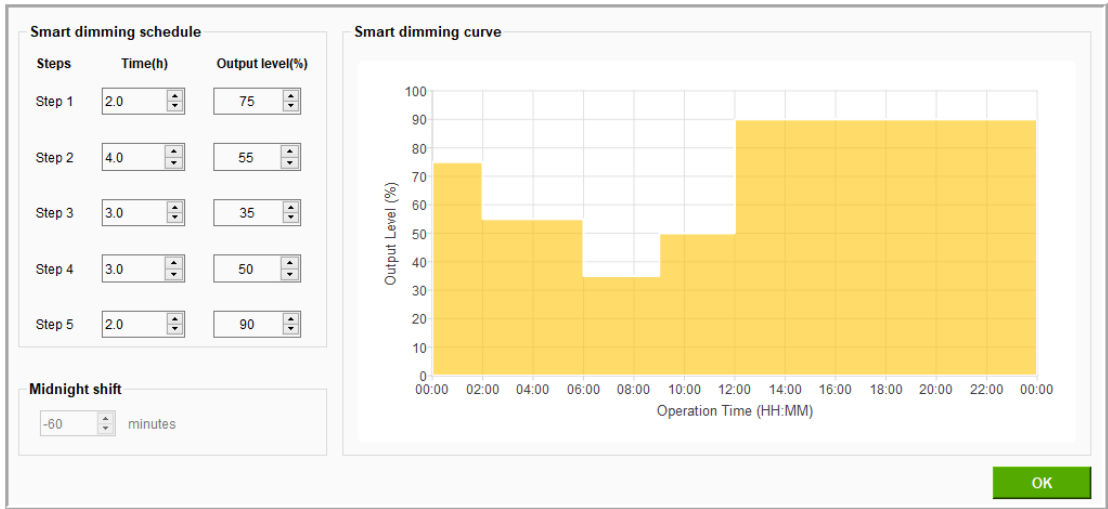 Smart dimming schedule
Steps Time(h) Output level(%)
Step 1 2.0 75
Step 2 4.0 55
Step 3 3.0 35
Step 4 3.0 50
Step 5 2.0 90
Midnight shift
-60 minutes
Smart dimming curve
Output Level (%)
100
90
80
70
60
50
40
30
20
10
0
00:00 02:00 04:00 06:00 08:00 10:00 12:00 14:00 16:00 18:00 20:00 22:00 00:00
Operation Time (HH:MM)
OK